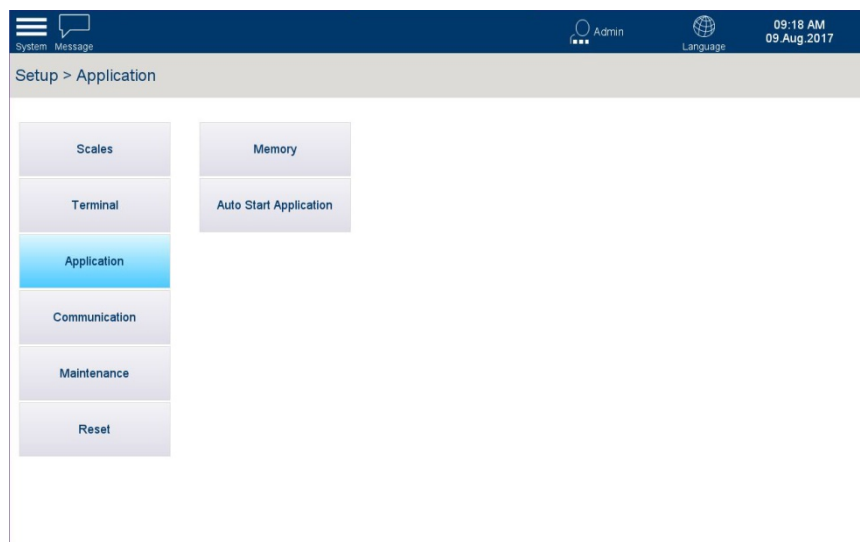 System Message
Admin
Language
09:18 AM
09.Aug.2017
Setup > Application
Scales
Memory
Terminal
Auto Start Application
Application
Communication
Maintenance
Reset